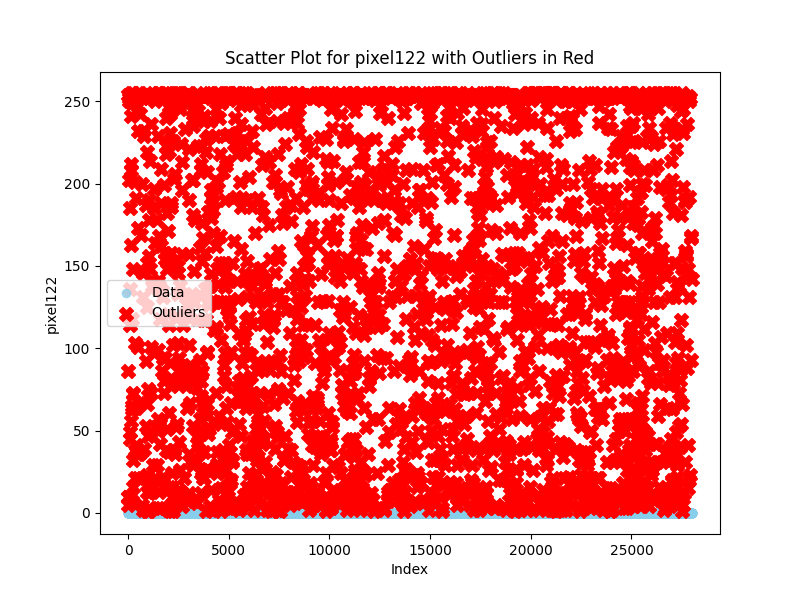 Scatter Plot for pixel122 with Outliers in Red
250
200
150
100
50
0
pixel122
Data
Outliers
0 5000 10000 15000 20000 25000
Index